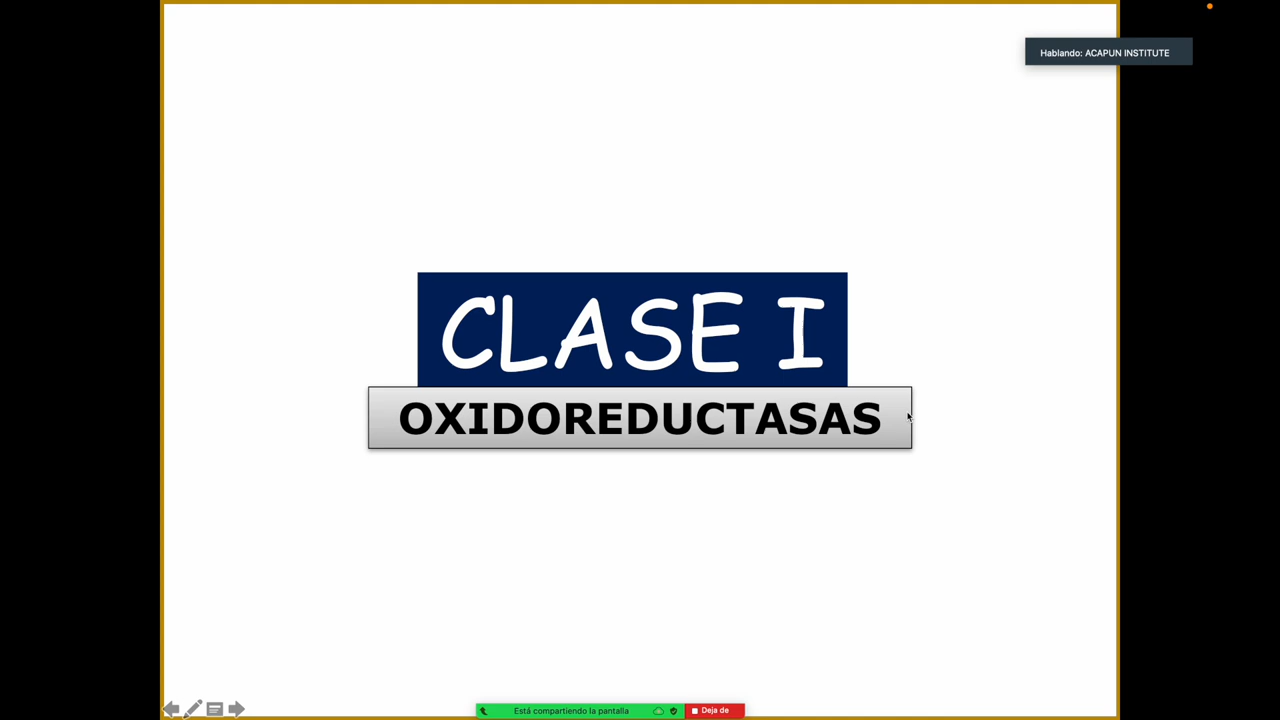 Hablando: ACAPUN INSTITUTE
CLASE I
OXIDOREDUCTASAS
Está compartiendo la pantalla
Deja de